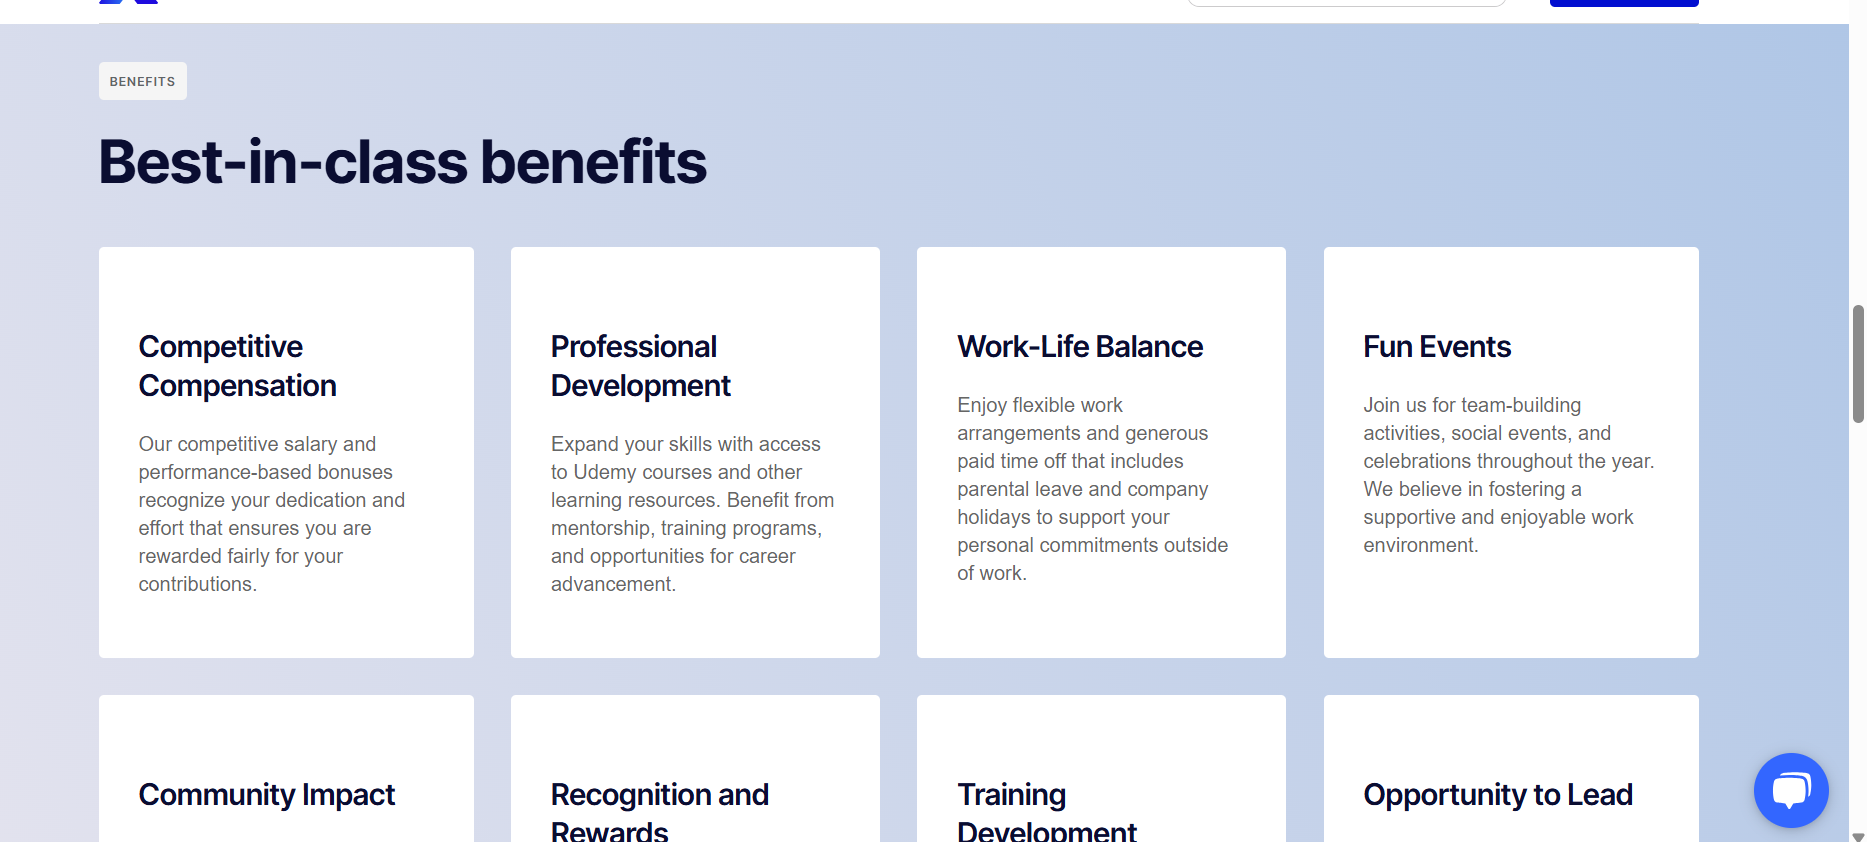 BENEFITS
Best-in-class benefits
Competitive
Compensation
Our competitive salary and
performance-based bonuses
recognize your dedication and
effort that ensures you are
rewarded fairly for your
contributions.
Professional
Development
Expand your skills with access
to Udemy courses and other
learning resources. Benefit from
mentorship, training programs,
and opportunities for career
advancement.
Work-Life Balance
Enjoy flexible work
arrangements and generous
paid time off that includes
parental leave and company
holidays to support your
personal commitments outside
of work.
Fun Events
Join us for team-building
activities, social events, and
celebrations throughout the year.
We believe in fostering a
supportive and enjoyable work
environment.
Community Impact
Recognition and
Rewards
Training
Development
Opportunity to Lead